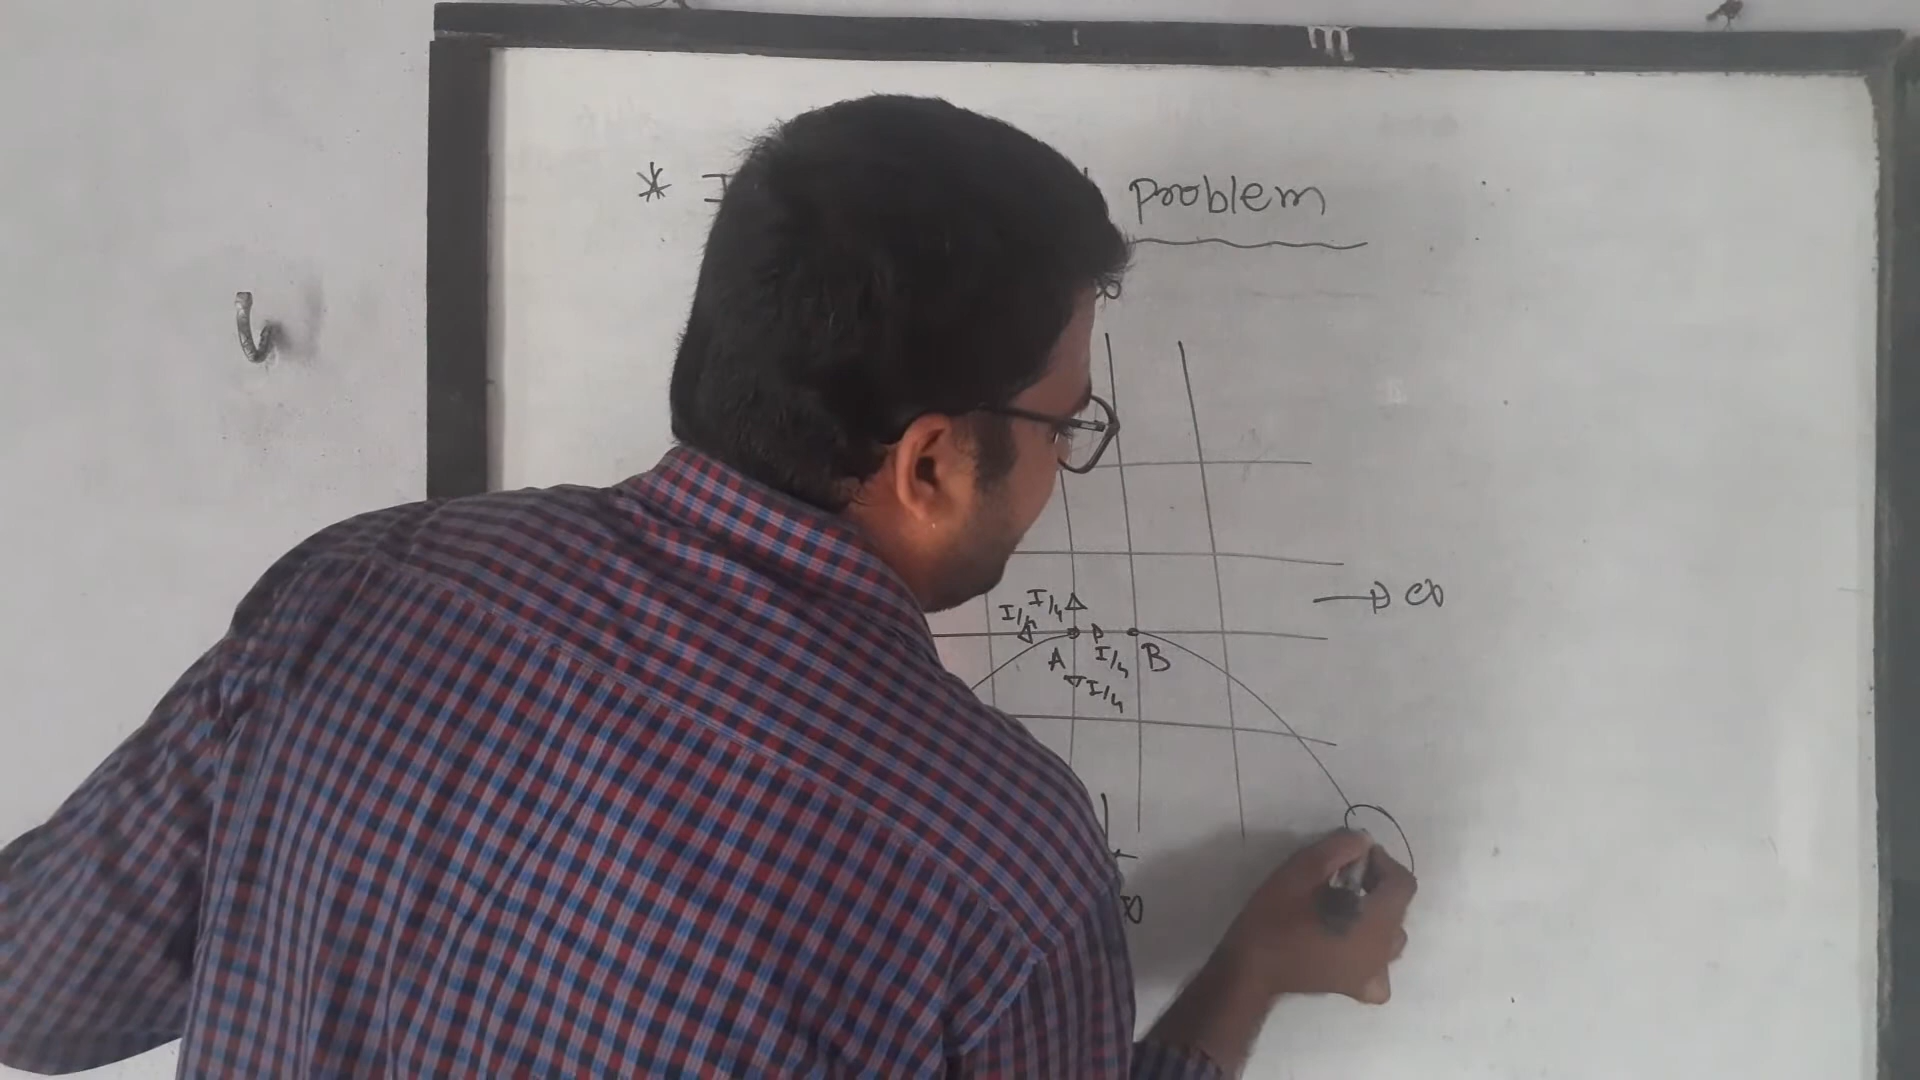 * Problem
∞
→ ∞
I/4 I/4
A I/4 B
I/4
∞
m